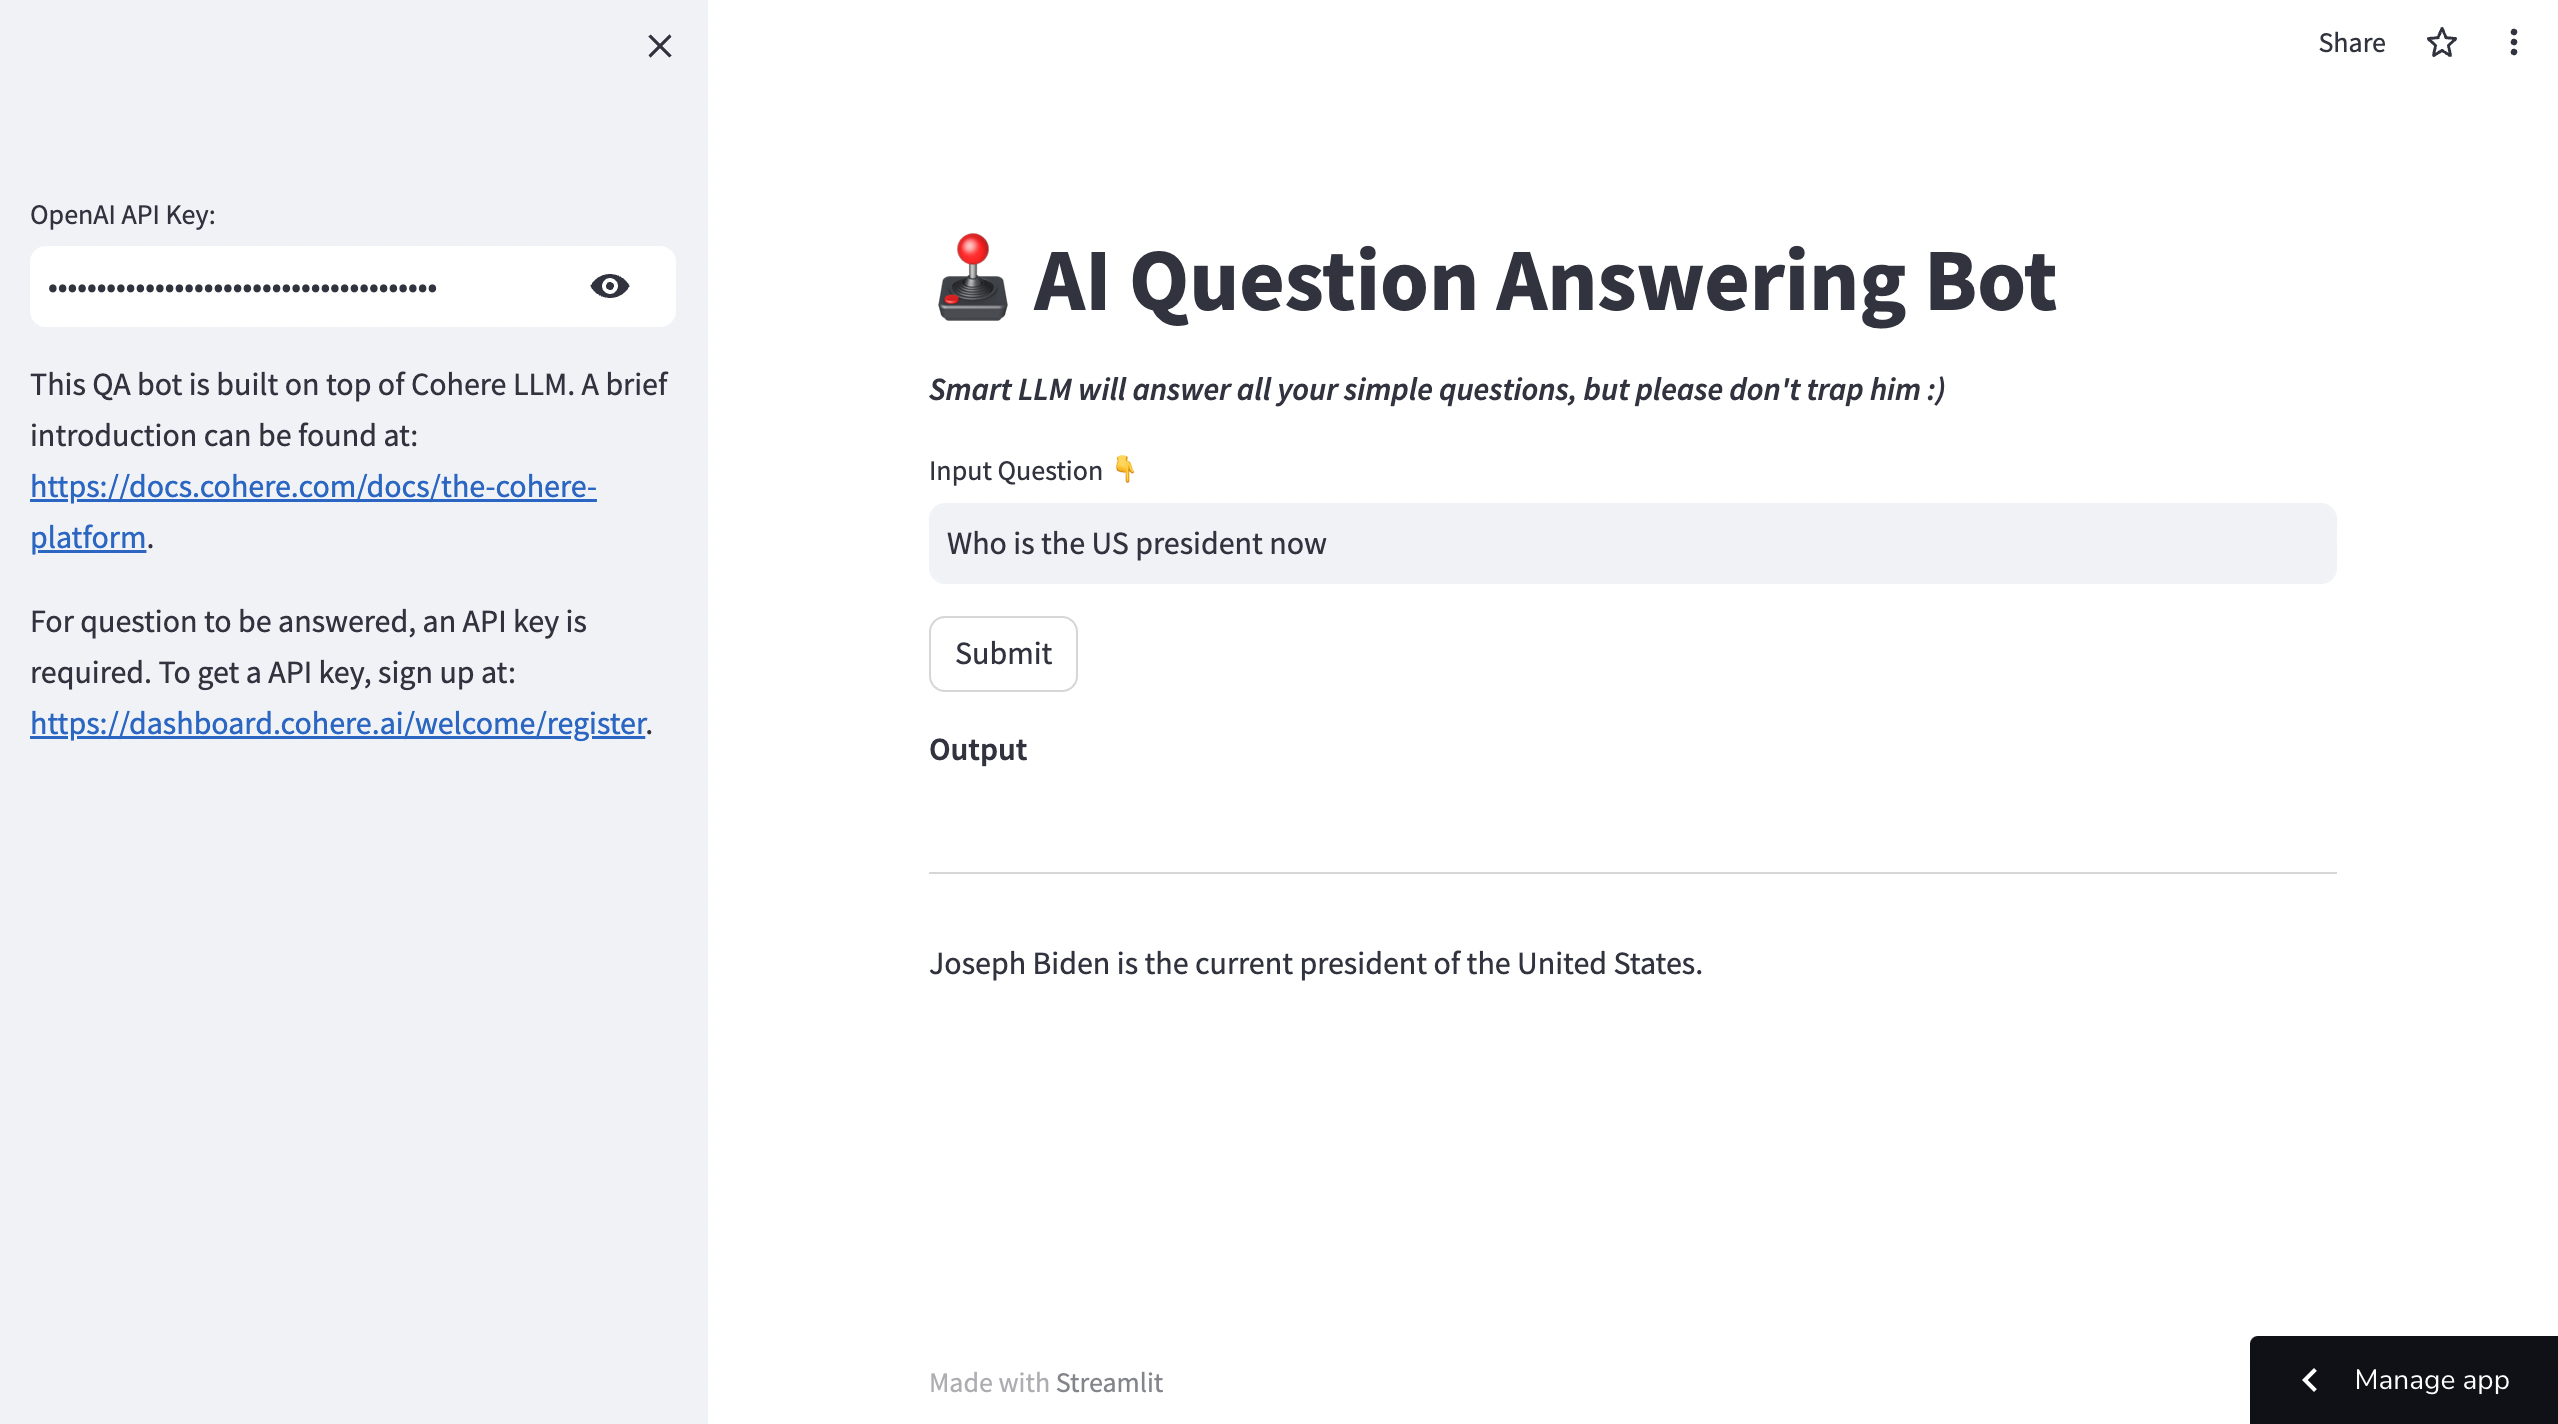 OpenAI API Key:
••••••••••••••••••••••••••••••••••••••••
This QA bot is built on top of Cohere LLM. A brief
introduction can be found at:
https://docs.cohere.com/docs/the-cohere-
platform.
For question to be answered, an API key is
required. To get a API key, sign up at:
https://dashboard.cohere.ai/welcome/register.
Share
🕹️ AI Question Answering Bot
Smart LLM will answer all your simple questions, but please don't trap him :)
Input Question 👇
Who is the US president now
Submit
Output
Joseph Biden is the current president of the United States.
Made with Streamlit
Manage app